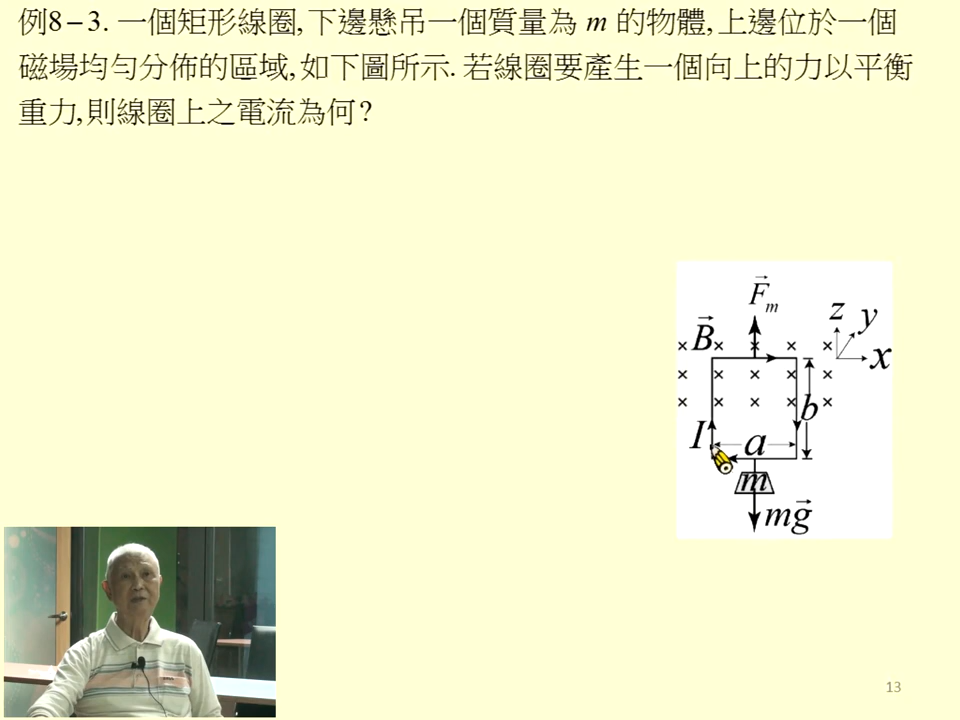 例8-3. 一個矩形線圈,下邊懸吊一個質量為 m 的物體,上邊位於一個
磁場均勻分佈的區域,如下圖所示. 若線圈要產生一個向上的力以平衡
重力,則線圈上之電流為何?
F⃗m
z y
B⃗
x
b
I
a
m
mg⃗
13